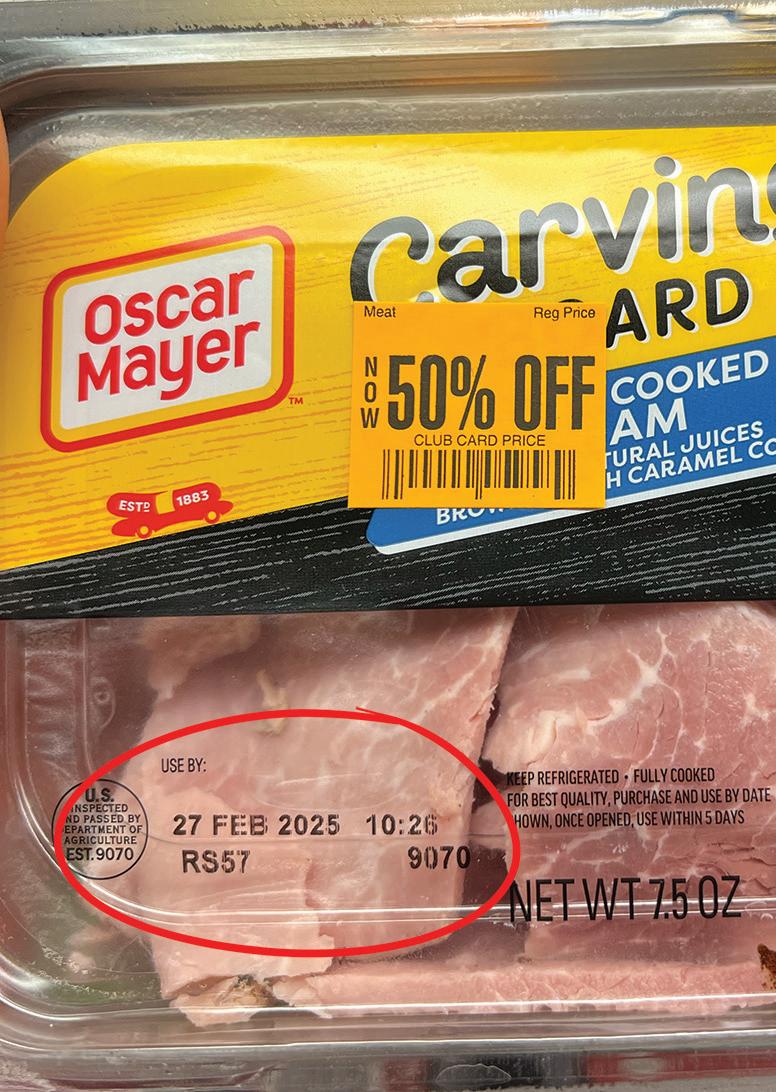 Carving
BOARD
Oscar
Mayer
™
ESTD 1883
Meat Reg Price
NOW 50% OFF
CLUB CARD PRICE
COOKED
AM
TURAL JUICES
H CARAMEL CO
BROW
USE BY:
27 FEB 2025 10:26
RS57 9070
U.S.
INSPECTED
AND PASSED BY
DEPARTMENT OF
AGRICULTURE
EST.9070
KEEP REFRIGERATED • FULLY COOKED
FOR BEST QUALITY, PURCHASE AND USE BY DATE
SHOWN, ONCE OPENED, USE WITHIN 5 DAYS
NET WT 7.5 OZ